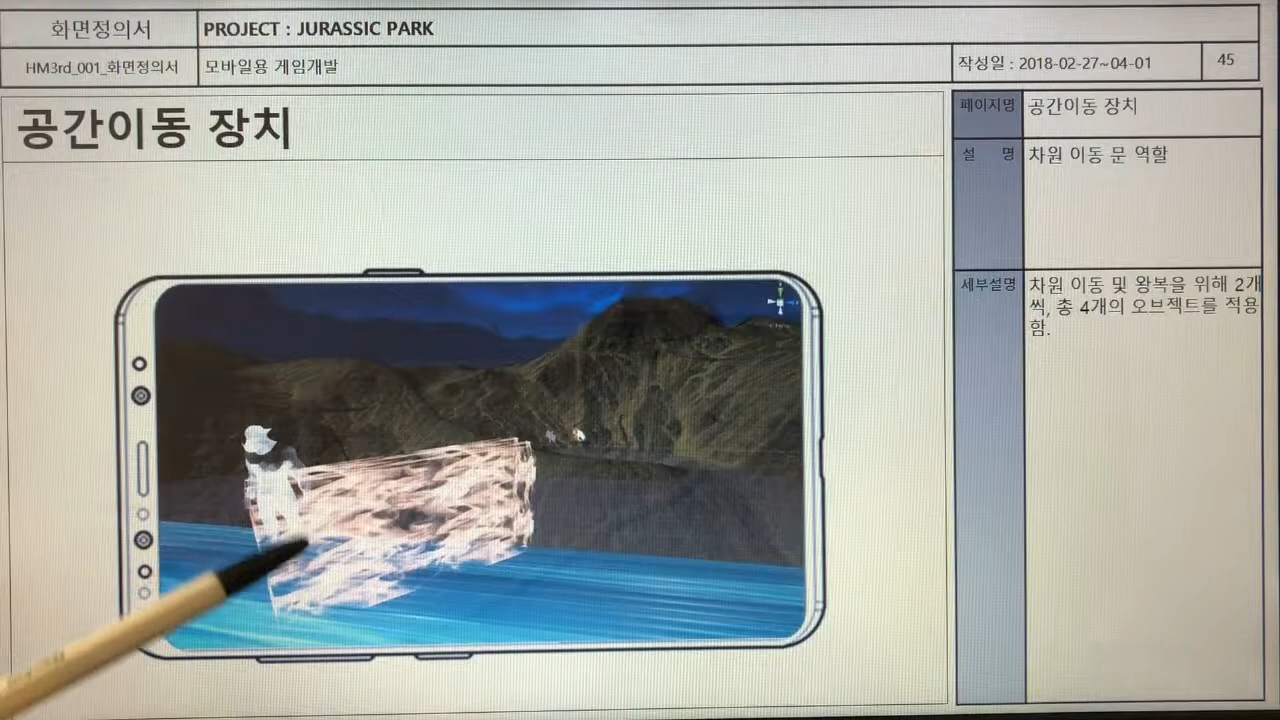 화면정의서
PROJECT : JURASSIC PARK
HM3rd_001_화면정의서
모바일용 게임개발
작성일 : 2018-02-27~04-01
45
공간이동 장치
페이지명
공간이동 장치
설 명
차원 이동 문 역할
세부설명
차원 이동 및 왕복을 위해 2개
씩, 총 4개의 오브젝트를 적용
함.